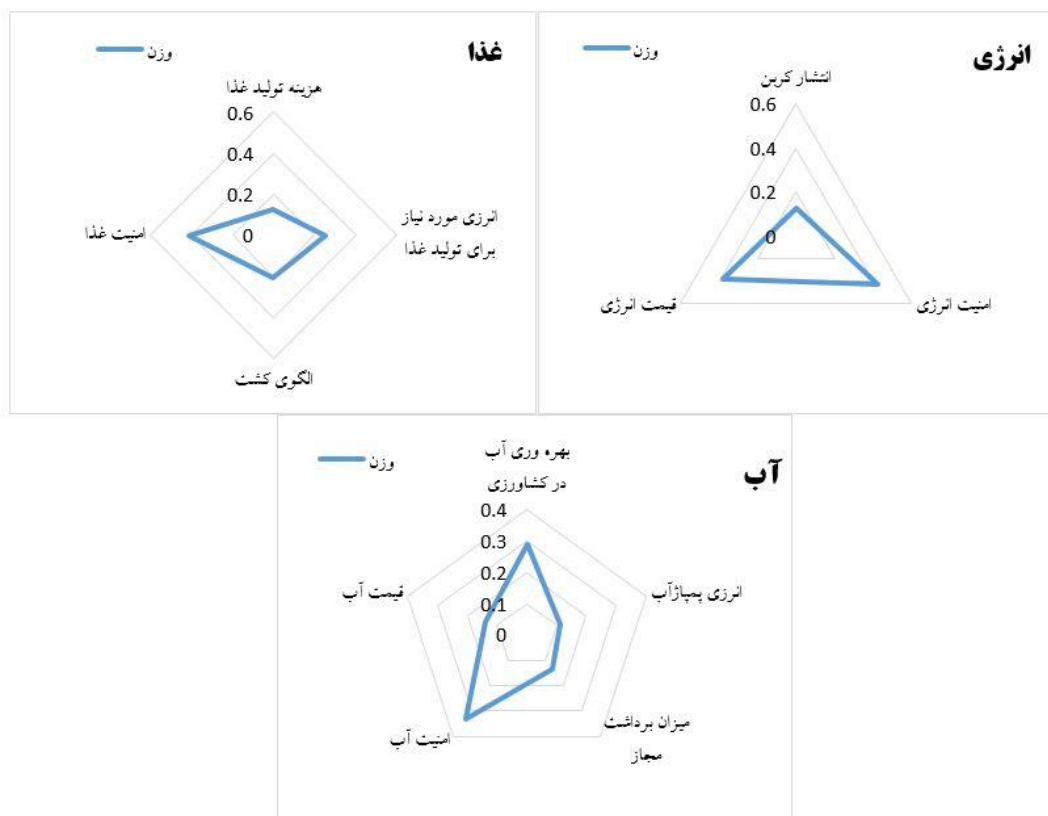 انرژی
وزن
انتشار کربن
0.6
0.4
0.2
0
امنیت انرژی
قیمت انرژی
غذا
وزن
هزینه تولید غذا
0.6
0.4
0.2
0
انرژی مورد نیاز
برای تولید غذا
امنیت غذا
الگوی کشت
آب
وزن
بهره وری آب
در کشاورزی
0.4
0.3
0.2
0.1
0
انرژی پمپاژآب
قیمت آب
میزان برداشت
مجاز
امنیت آب